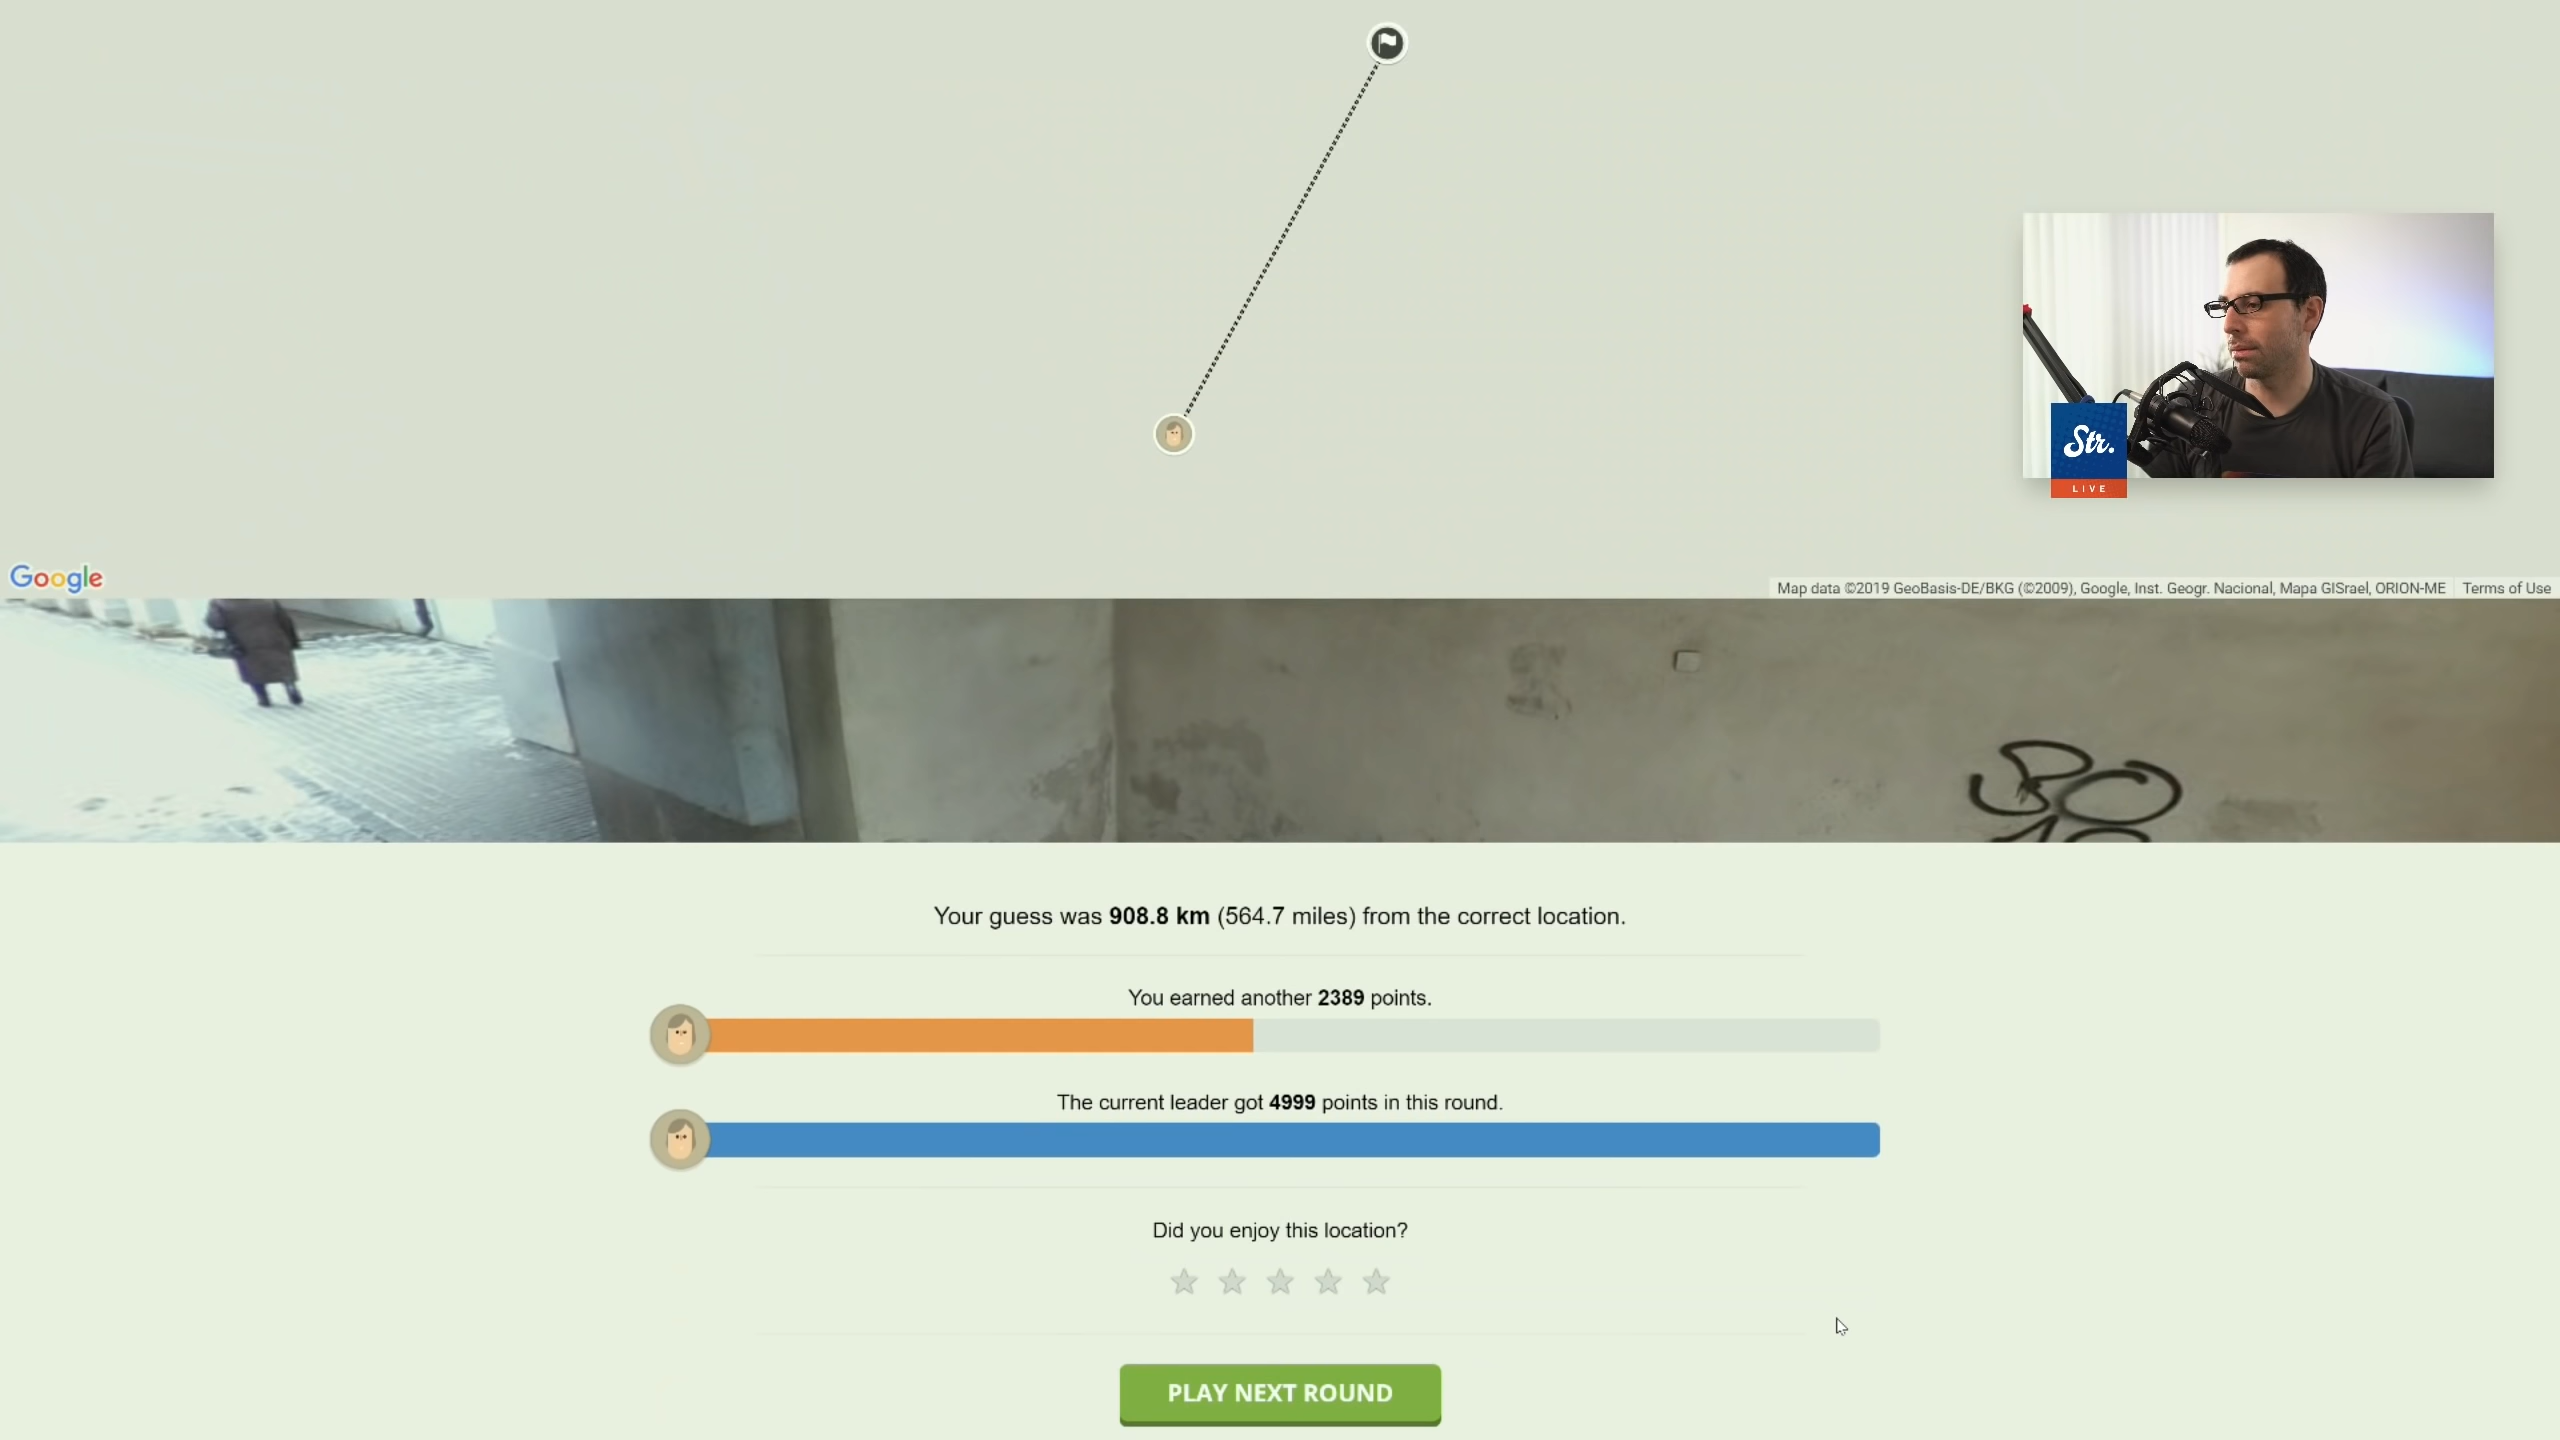 Str.
LIVE
Google
Map data ©2019 GeoBasis-DE/BKG (©2009), Google, Inst. Geogr. Nacional, Mapa GISrael, ORION-ME
Terms of Use
Your guess was 908.8 km (564.7 miles) from the correct location.
You earned another 2389 points.
The current leader got 4999 points in this round.
Did you enjoy this location?
PLAY NEXT ROUND